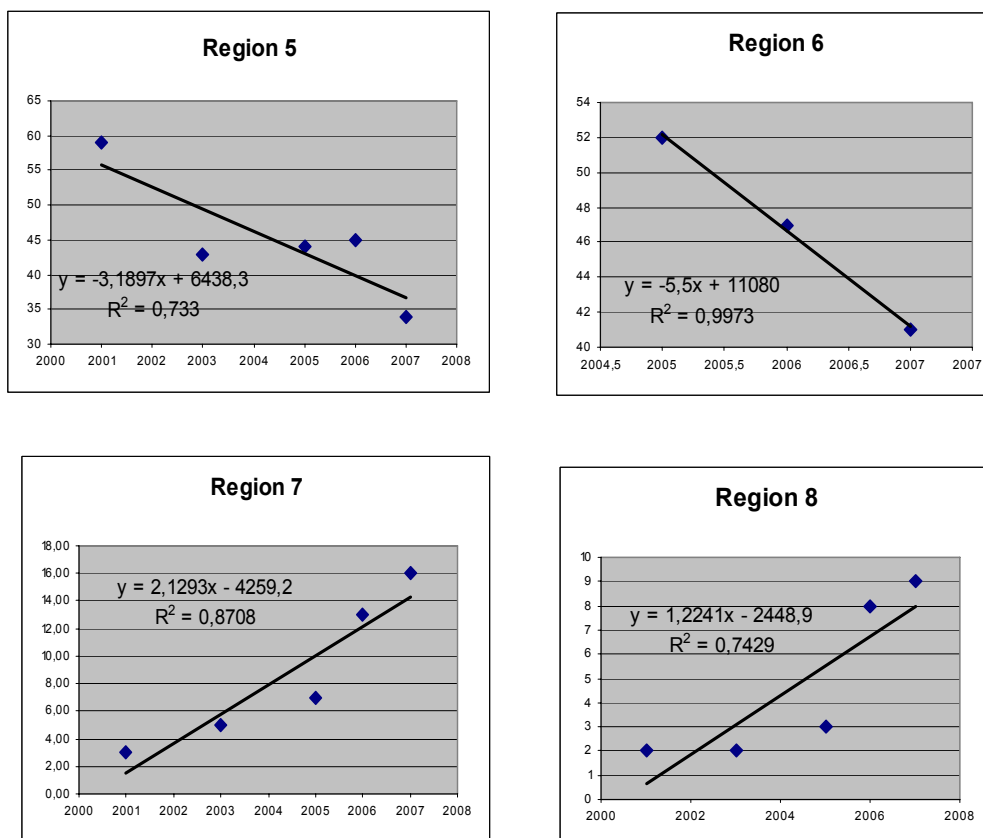 Region 5
65
60
55
50
45
40
35
30
y = -3,1897x + 6438,3
R² = 0,733
2000 2001 2002 2003 2004 2005 2006 2007 2008
Region 6
54
52
50
48
46
44
42
40
y = -5,5x + 11080
R² = 0,9973
2004,5 2005 2005,5 2006 2006,5 2007 2007
Region 7
18,00
16,00
14,00
12,00
10,00
8,00
6,00
4,00
2,00
0,00
y = 2,1293x - 4259,2
R² = 0,8708
2000 2001 2002 2003 2004 2005 2006 2007 2008
Region 8
10
9
8
7
6
5
4
3
2
1
0
y = 1,2241x - 2448,9
R² = 0,7429
2000 2002 2004 2006 2008